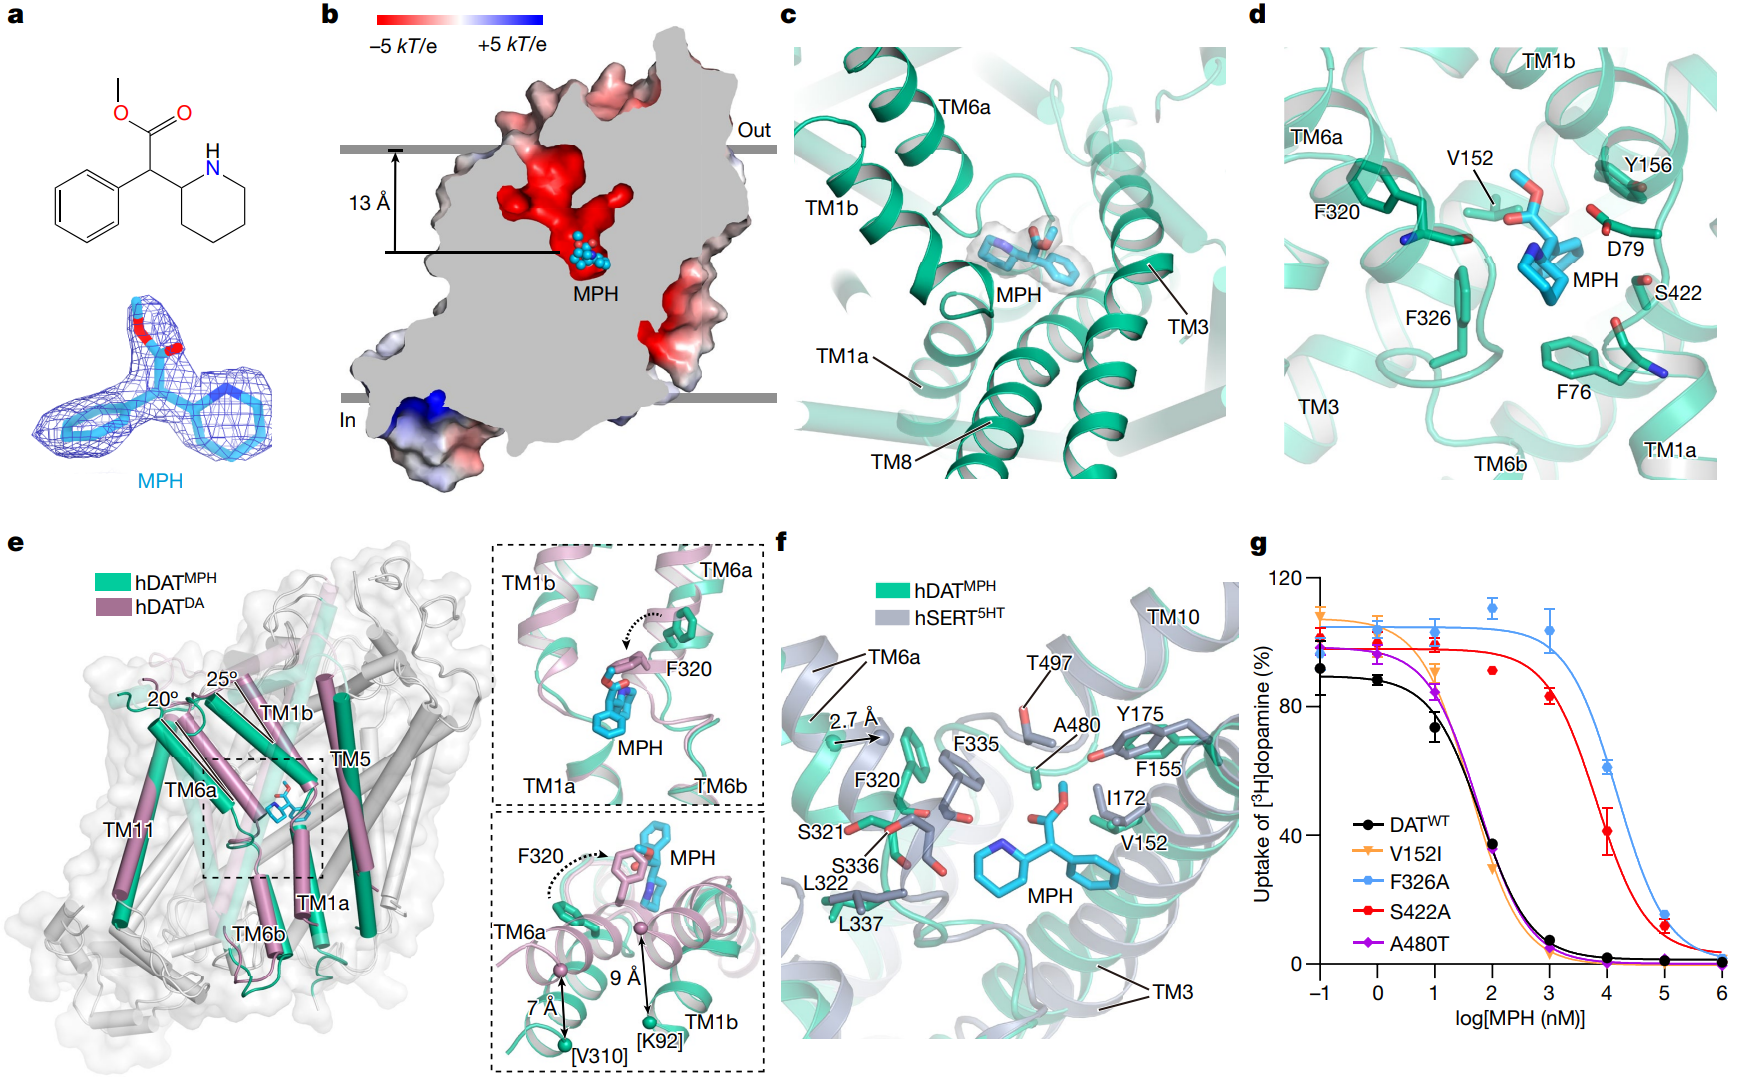 a
O
O
H
N
MPH
b
−5 kT/e
+5 kT/e
Out
13 Å
MPH
In
c
TM6a
TM1b
MPH
TM3
TM1a
TM8
d
TM1b
TM6a
V152
Y156
F320
D79
MPH
S422
F326
F76
TM3
TM6b
TM1a
e
hDATMPH
hDATDA
25º
20º
TM1b
TM5
TM6a
TM11
TM1a
TM6b
TM1b
TM6a
F320
MPH
TM1a
TM6b
F320
MPH
TM6a
9 Å
7 Å
TM1b
[K92]
[V310]
f
hDATMPH
hSERT5HT
TM10
TM6a
T497
2.7 Å
A480
Y175
F335
F320
F155
I172
S321
V152
S336
L322
MPH
L337
TM3
g
120
80
40
0
Uptake of [3H]dopamine (%)
DATWT
V152I
F326A
S422A
A480T
−1 0 1 2 3 4 5 6
log[MPH (nM)]